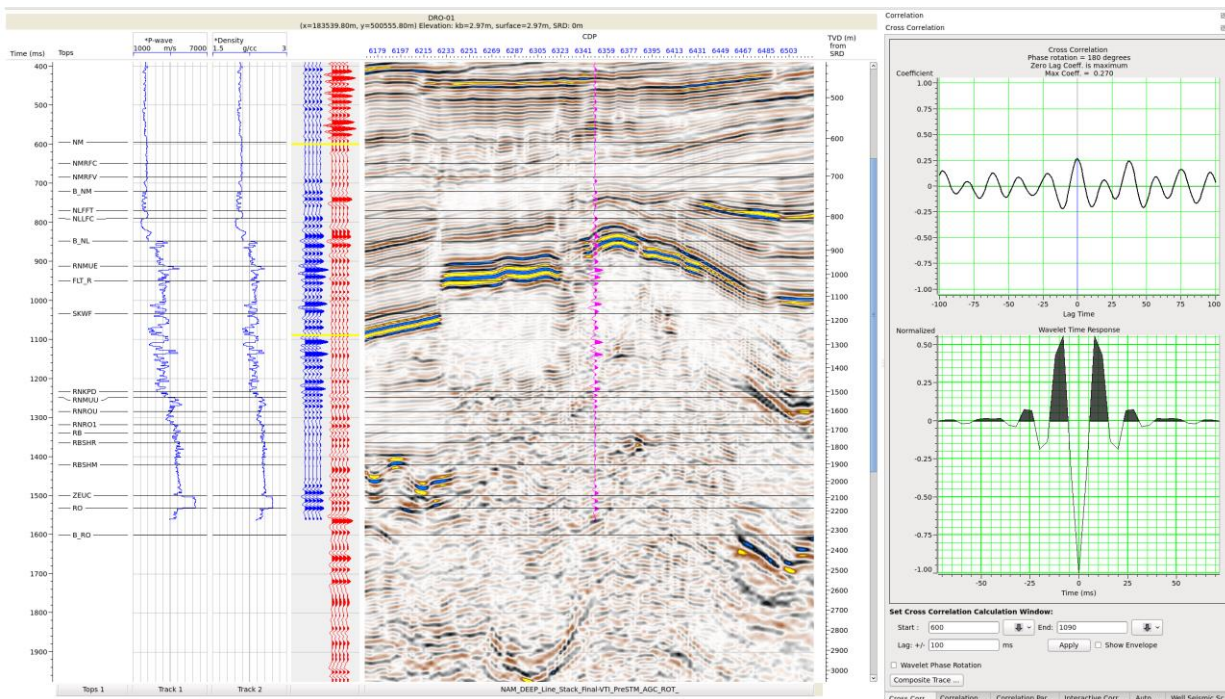 DRO-01
(x=183539.80m, y=500555.80m) Elevation: kb=2.97m, surface=2.97m, SRD: 0m
Time (ms)
Tops
*P-wave
1000 m/s 7000
*Density
1.5 g/cc 3
CDP
6179 6197 6215 6233 6251 6269 6287 6305 6323 6341 6359 6377 6395 6413 6431 6449 6467 6485 6503
TVD (m)
from
SRD
400
500
600
700
800
900
1000
1100
1200
1300
1400
1500
1600
1700
1800
1900
NM
NMRFC
NMRFV
B_NM
NLFFT
NLLFC
B_NL
RNMUE
FLT_R
SKWF
RNKPD
RNMUU
RNROU
RNRO1
RB
RBSHR
RBSHM
ZEUC
RO
B_RO
500
600
700
800
900
1000
1100
1200
1300
1400
1500
1600
1700
1800
1900
2000
2100
2200
2300
2400
2500
2600
2700
2800
2900
3000
Tops 1
Track 1
Track 2
NAM_DEEP_Line_Stack_Final-VTI_PreSTM_AGC_ROT_
Correlation
Cross Correlation
Cross Correlation
Phase rotation = 180 degrees
Zero Lag Coeff. is maximum
Max Coeff. = 0.270
Coefficient
1.00
0.75
0.50
0.25
0
-0.25
-0.50
-0.75
-1.00
-100 -75 -50 -25 0 25 50 75 100
Lag Time
Normalized
Wavelet Time Response
0.50
0.25
0
-0.25
-0.50
-0.75
-1.00
-50 -25 0 25 50
Time (ms)
Set Cross Correlation Calculation Window:
Start : 600 End: 1090
Lag: +/- 100 ms Apply Show Envelope
Wavelet Phase Rotation
Composite Trace ...
Cross Corr. Correlation Correlation Par Interactive Corr Auto Well Seismic